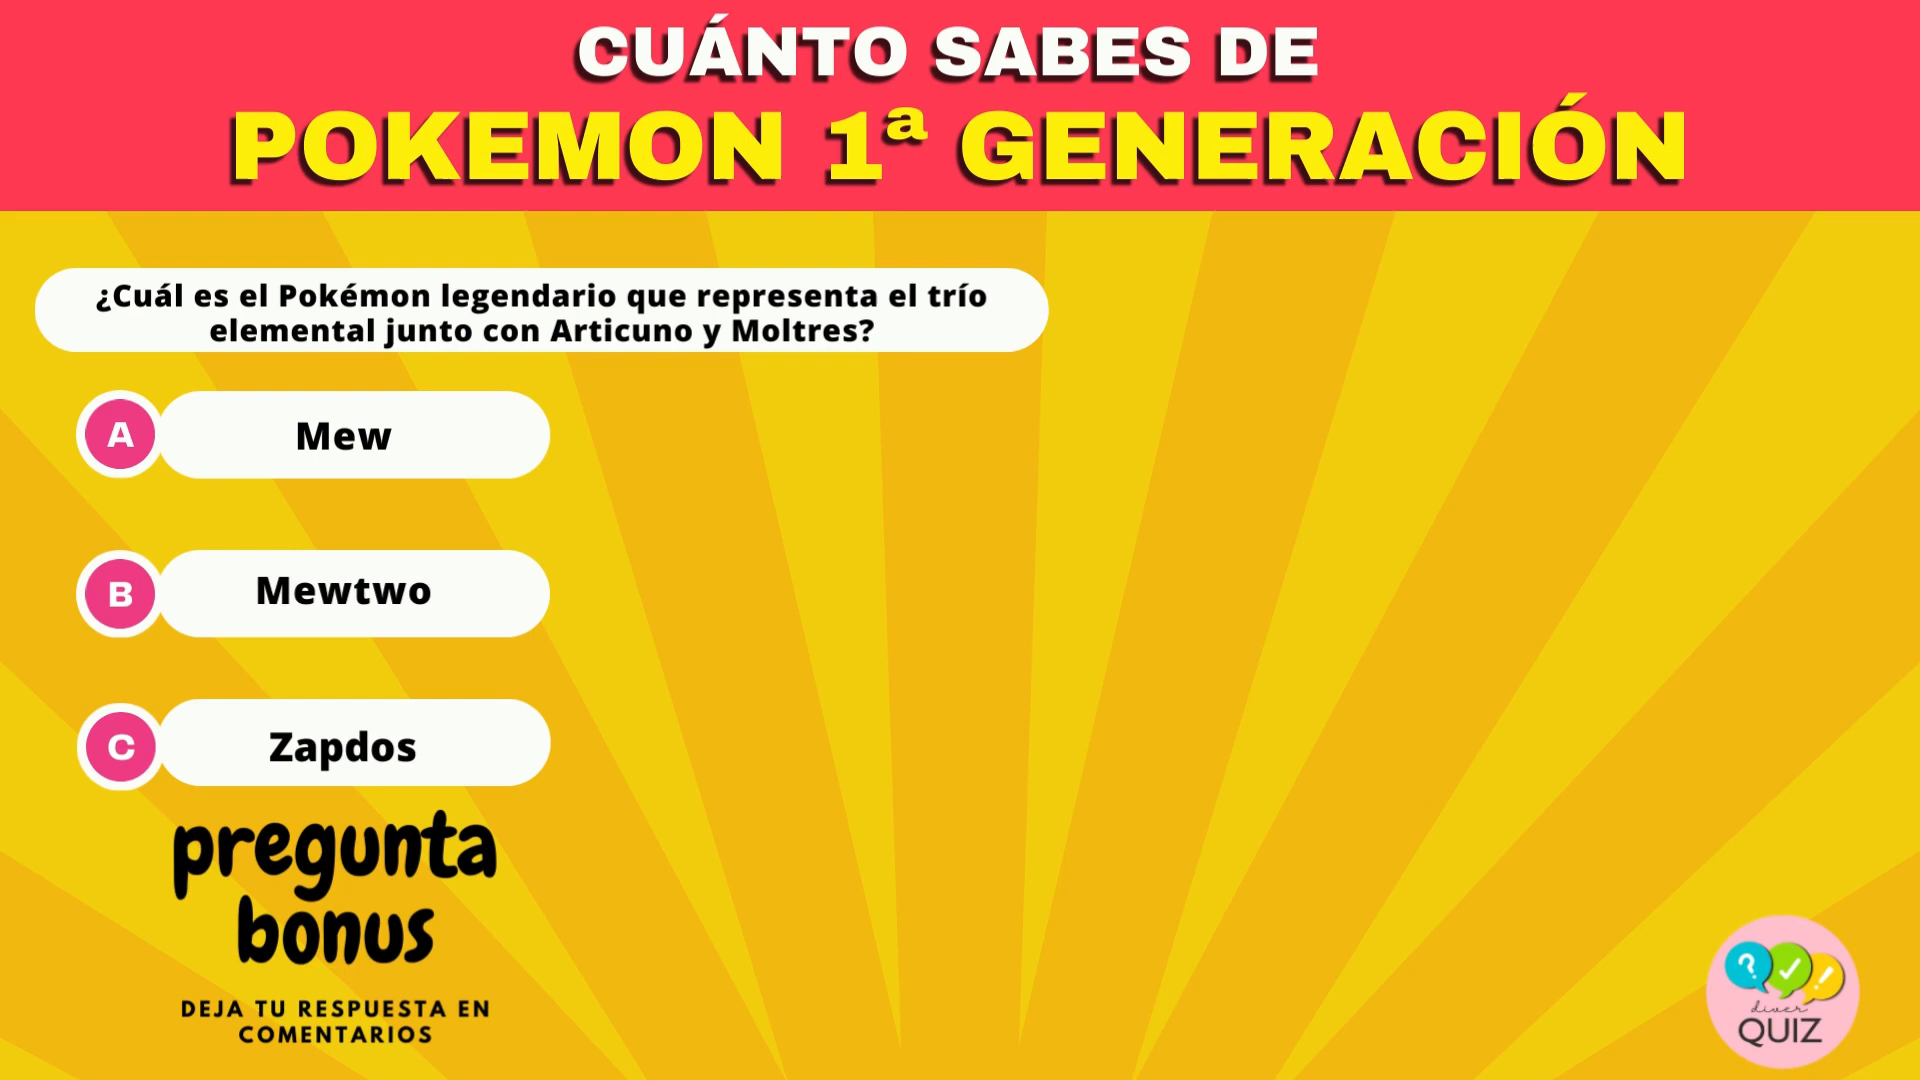 CUÁNTO SABES DE
POKEMON 1ª GENERACIÓN
¿Cuál es el Pokémon legendario que representa el trío
elemental junto con Articuno y Moltres?
A
Mew
B
Mewtwo
C
Zapdos
pregunta
bonus
DEJA TU RESPUESTA EN
COMENTARIOS
? ✓ !
diver
QUIZ